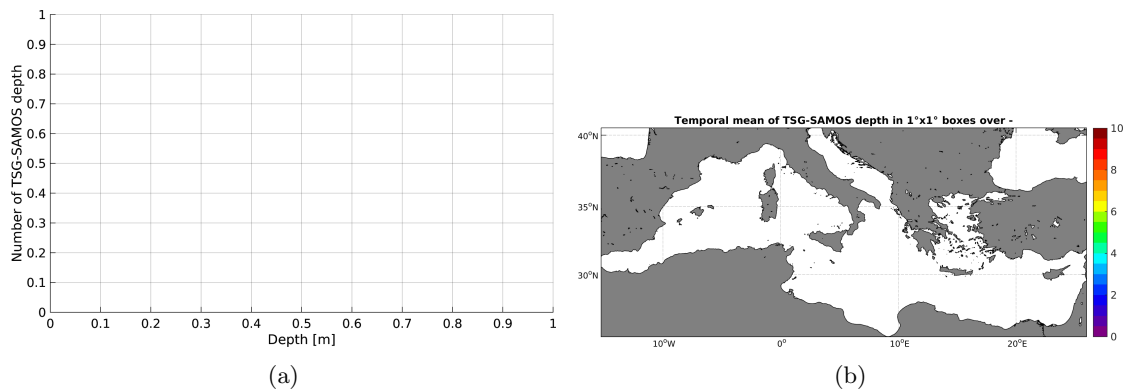 1
0.9
0.8
0.7
0.6
0.5
0.4
0.3
0.2
0.1
0
Number of TSG-SAMOS depth
0 0.1 0.2 0.3 0.4 0.5 0.6 0.7 0.8 0.9 1
Depth [m]
(a)
Temporal mean of TSG-SAMOS depth in 1°x1° boxes over -
40°N
35°N
30°N
10°W 0° 10°E 20°E
10
8
6
4
2
0
(b)